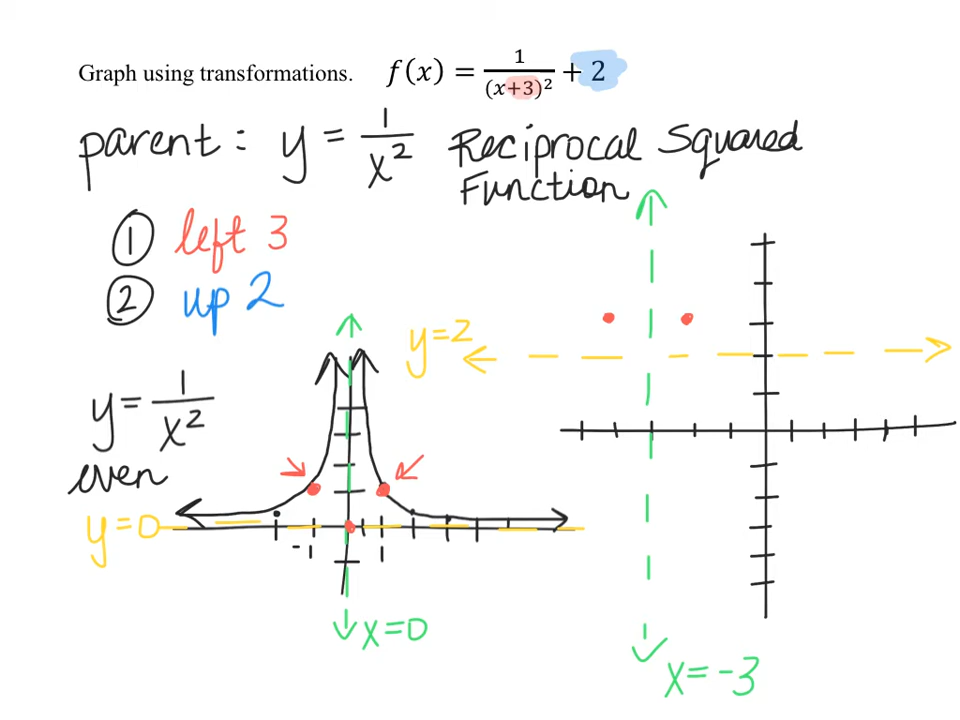 Graph using transformations. f(x) = 1/(x+3)² + 2
parent: y = 1/x² Reciprocal Squared
Function
① left 3
② up 2
y=2
y = 1/x²
even
y=0
-1 1
x=0
x=-3